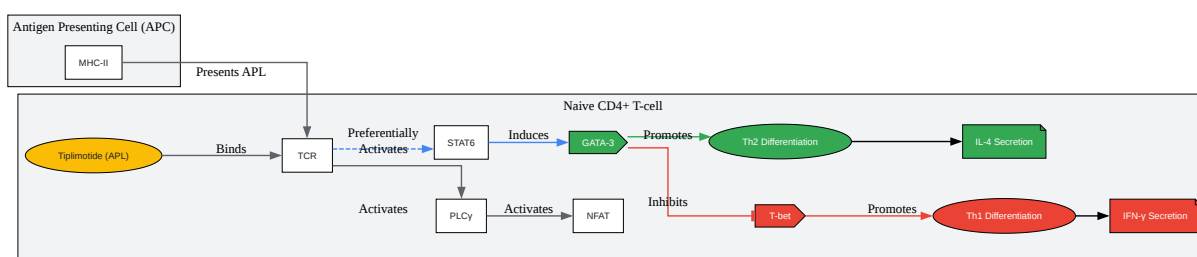 Antigen Presenting Cell (APC)
MHC-II
Presents APL
Naive CD4+ T-cell
Tiplimotide (APL)
Binds
TCR
Preferentially
Activates
STAT6
Induces
GATA-3
Promotes
Th2 Differentiation
IL-4 Secretion
Activates
PLCγ
Activates
NFAT
Inhibits
T-bet
Promotes
Th1 Differentiation
IFN-γ Secretion